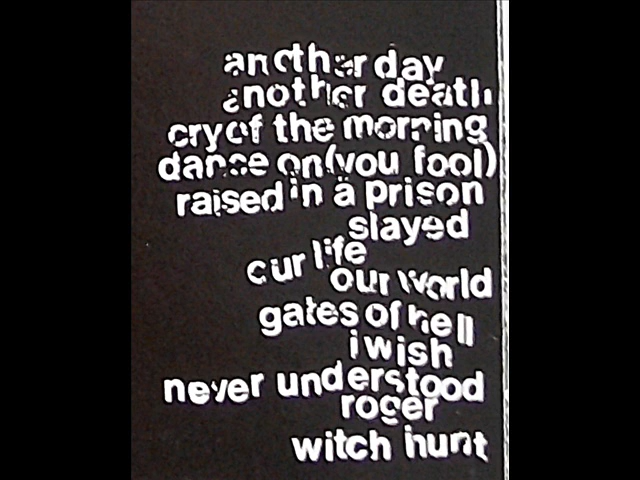 another day
another death
cry of the morning
dance on (you fool)
raised in a prison
slayed
our life
our world
gates of hell
i wish
never understood
roger
witch hunt